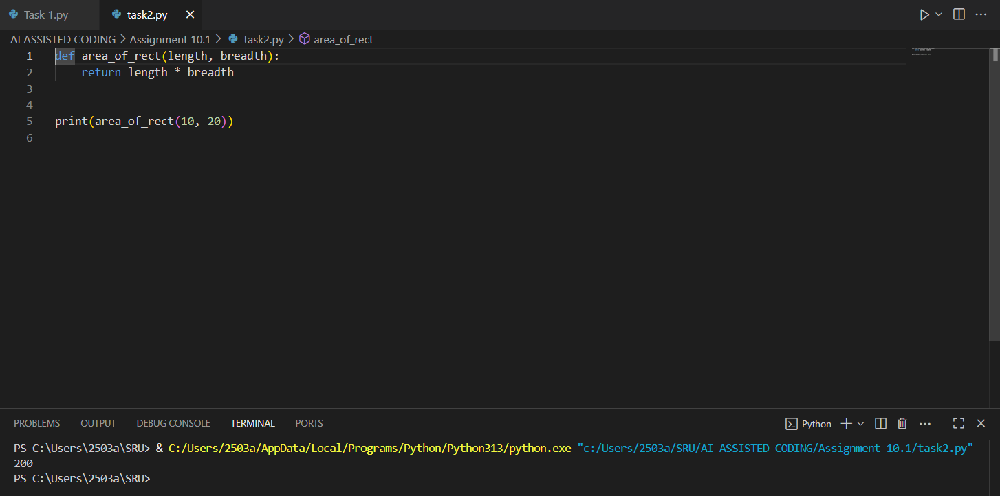 Task 1.py task2.py
AI ASSISTED CODING > Assignment 10.1 > task2.py > area_of_rect
1 def area_of_rect(length, breadth):
2     return length * breadth
3
4
5 print(area_of_rect(10, 20))
6
PROBLEMS OUTPUT DEBUG CONSOLE TERMINAL PORTS Python
PS C:\Users\2503a\SRU> & C:/Users/2503a/AppData/Local/Programs/Python/Python313/python.exe "c:/Users/2503a/SRU/AI ASSISTED CODING/Assignment 10.1/task2.py"
200
PS C:\Users\2503a\SRU>